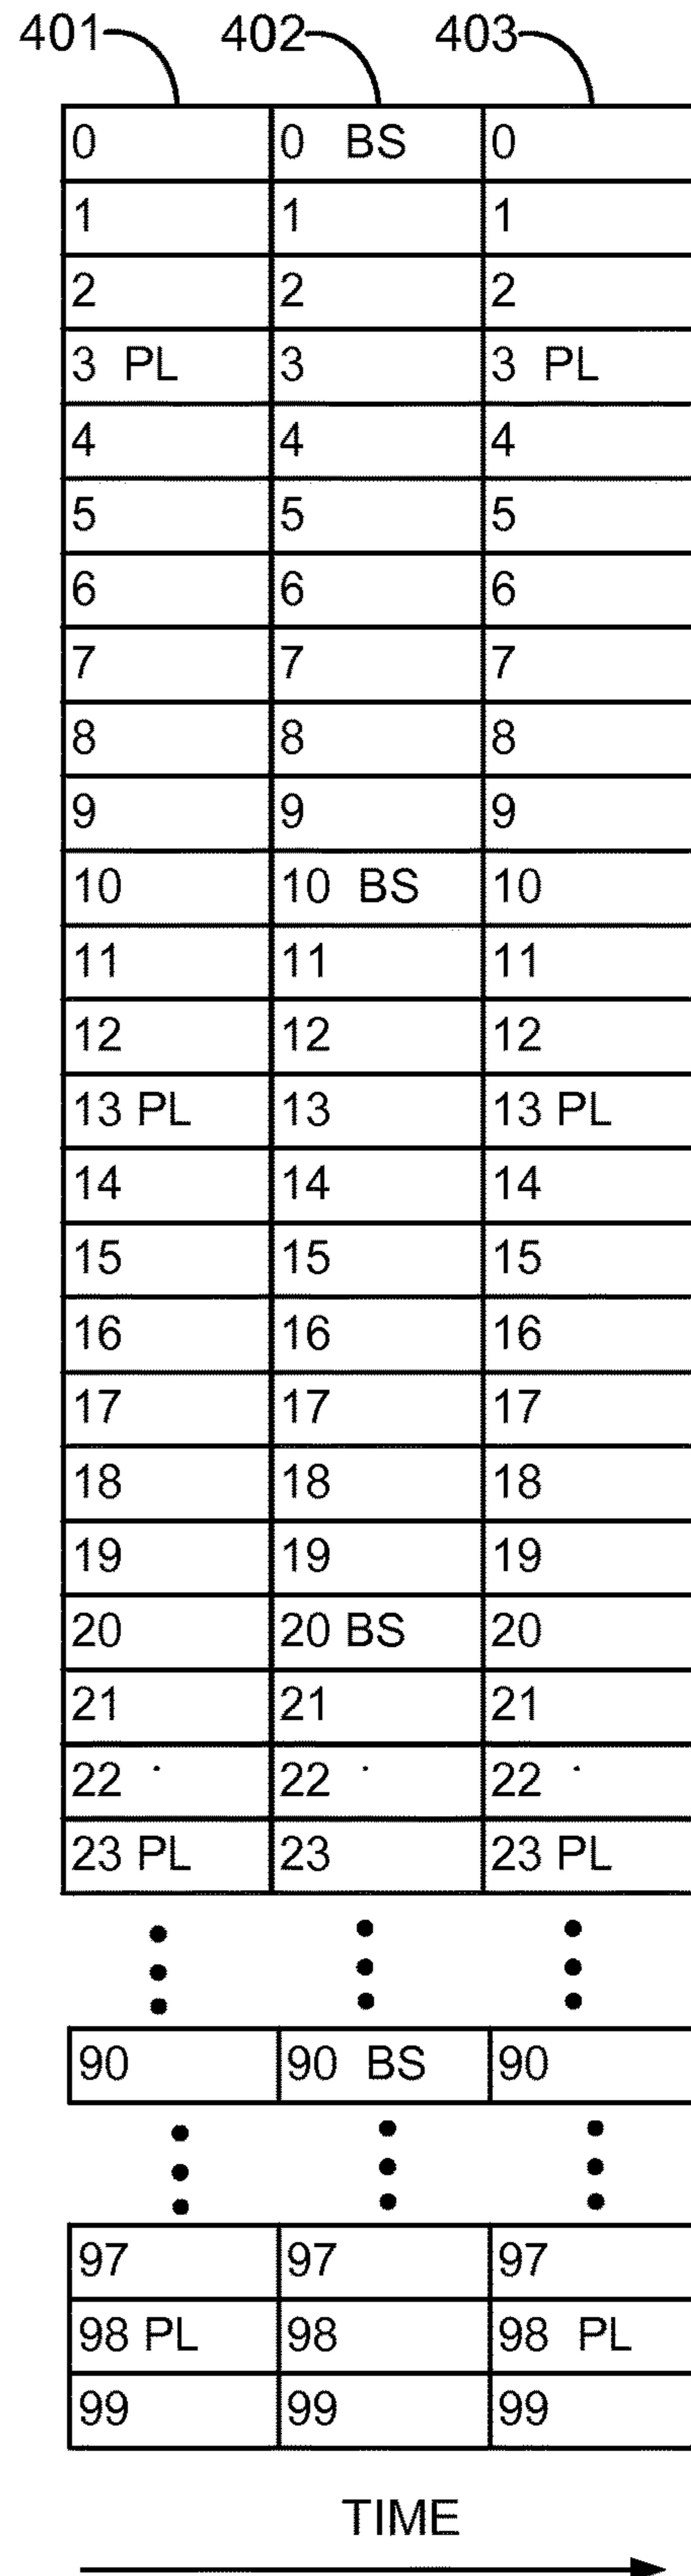 401 402 403
0 0 BS 0
1 1 1
2 2 2
3 PL 3 3 PL
4 4 4
5 5 5
6 6 6
7 7 7
8 8 8
9 9 9
10 10 BS 10
11 11 11
12 12 12
13 PL 13 13 PL
14 14 14
15 15 15
16 16 16
17 17 17
18 18 18
19 19 19
20 20 BS 20
21 21 21
22 22 22
23 PL 23 23 PL
90 90 BS 90
97 97 97
98 PL 98 98 PL
99 99 99
TIME